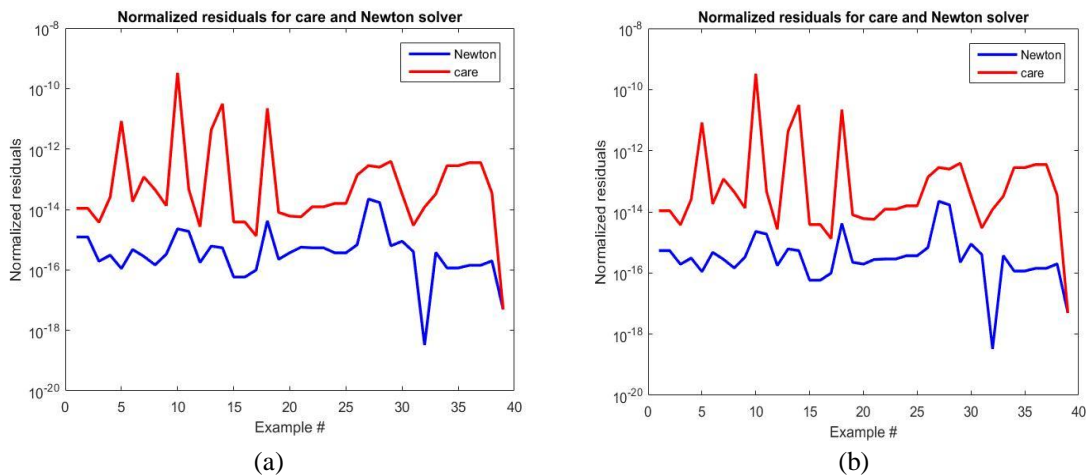 Normalized residuals for care and Newton solver
Newton
care
Normalized residuals
10^-8
10^-10
10^-12
10^-14
10^-16
10^-18
10^-20
0 5 10 15 20 25 30 35 40
Example #
(a)
Normalized residuals for care and Newton solver
Newton
care
Normalized residuals
10^-8
10^-10
10^-12
10^-14
10^-16
10^-18
10^-20
0 5 10 15 20 25 30 35 40
Example #
(b)